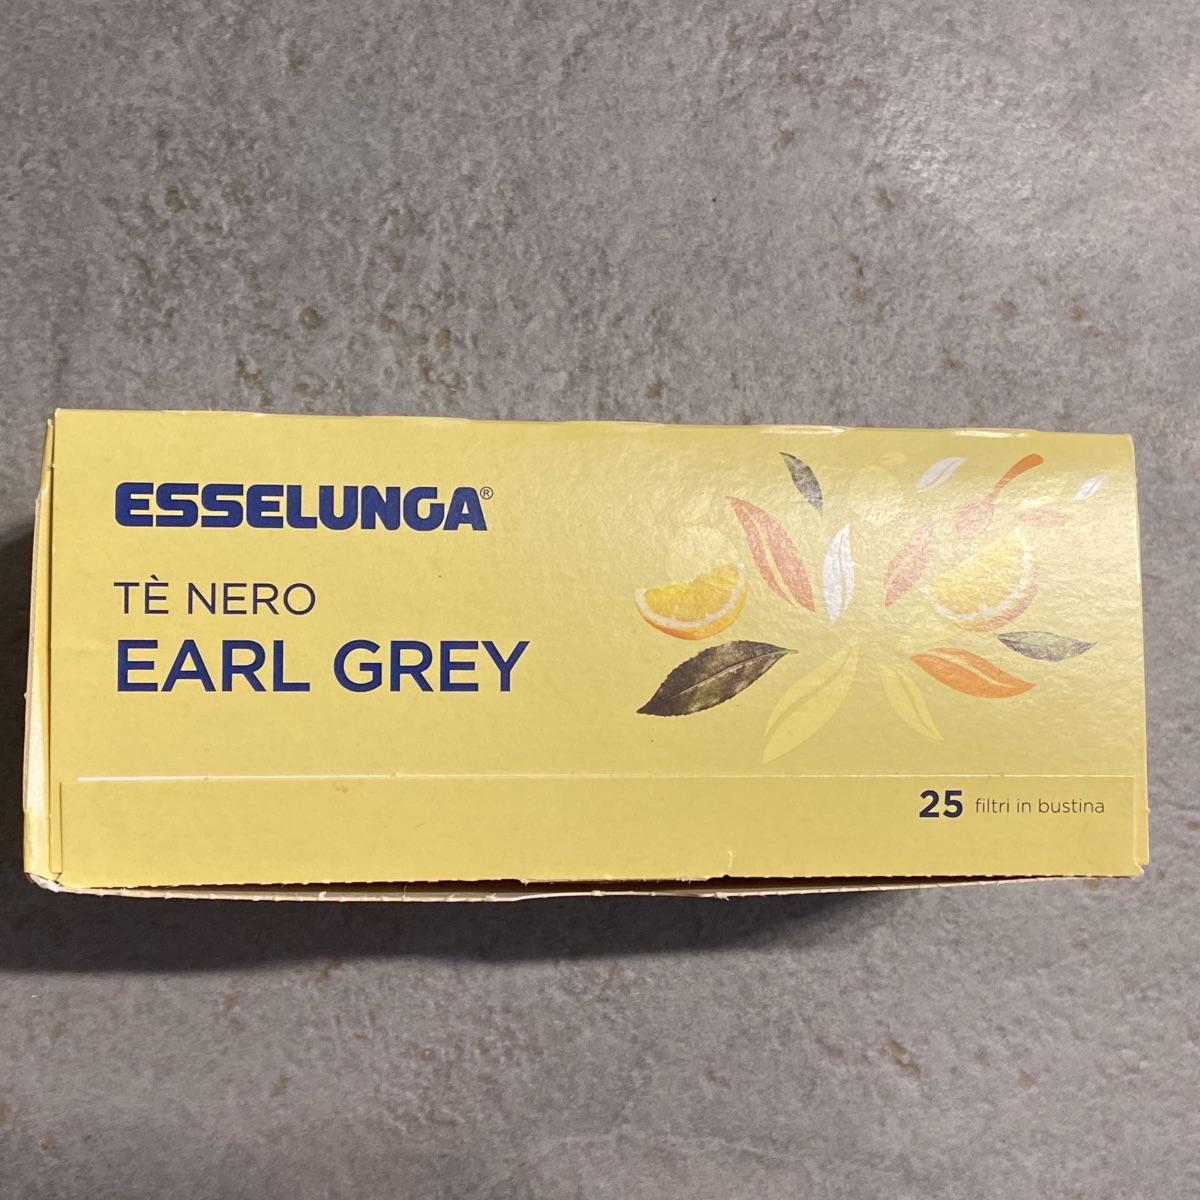 ESSELUNGA®
TÈ NERO
EARL GREY
25 filtri in bustina